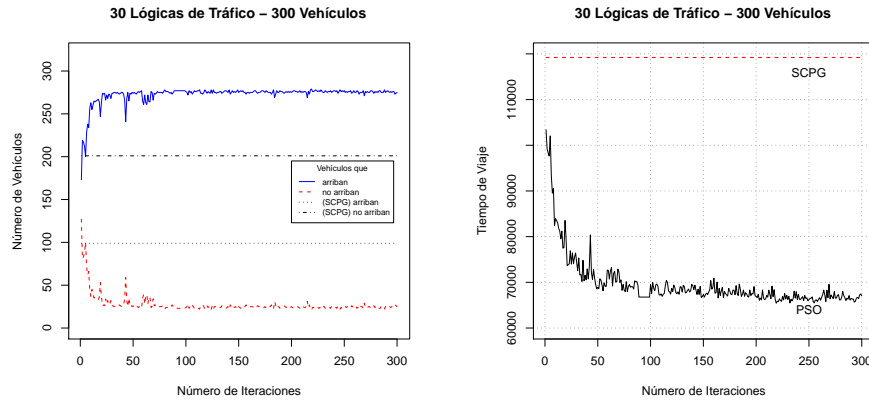 30 Lógicas de Tráfico – 300 Vehículos
Número de Vehículos
300
250
200
150
100
50
0
Vehículos que
arriban
no arriban
(SCPG) arriban
(SCPG) no arriban
0 50 100 150 200 250 300
Número de Iteraciones
30 Lógicas de Tráfico – 300 Vehículos
Tiempo de Viaje
110000
90000
80000
70000
60000
SCPG
PSO
0 50 100 150 200 250 300
Número de Iteraciones